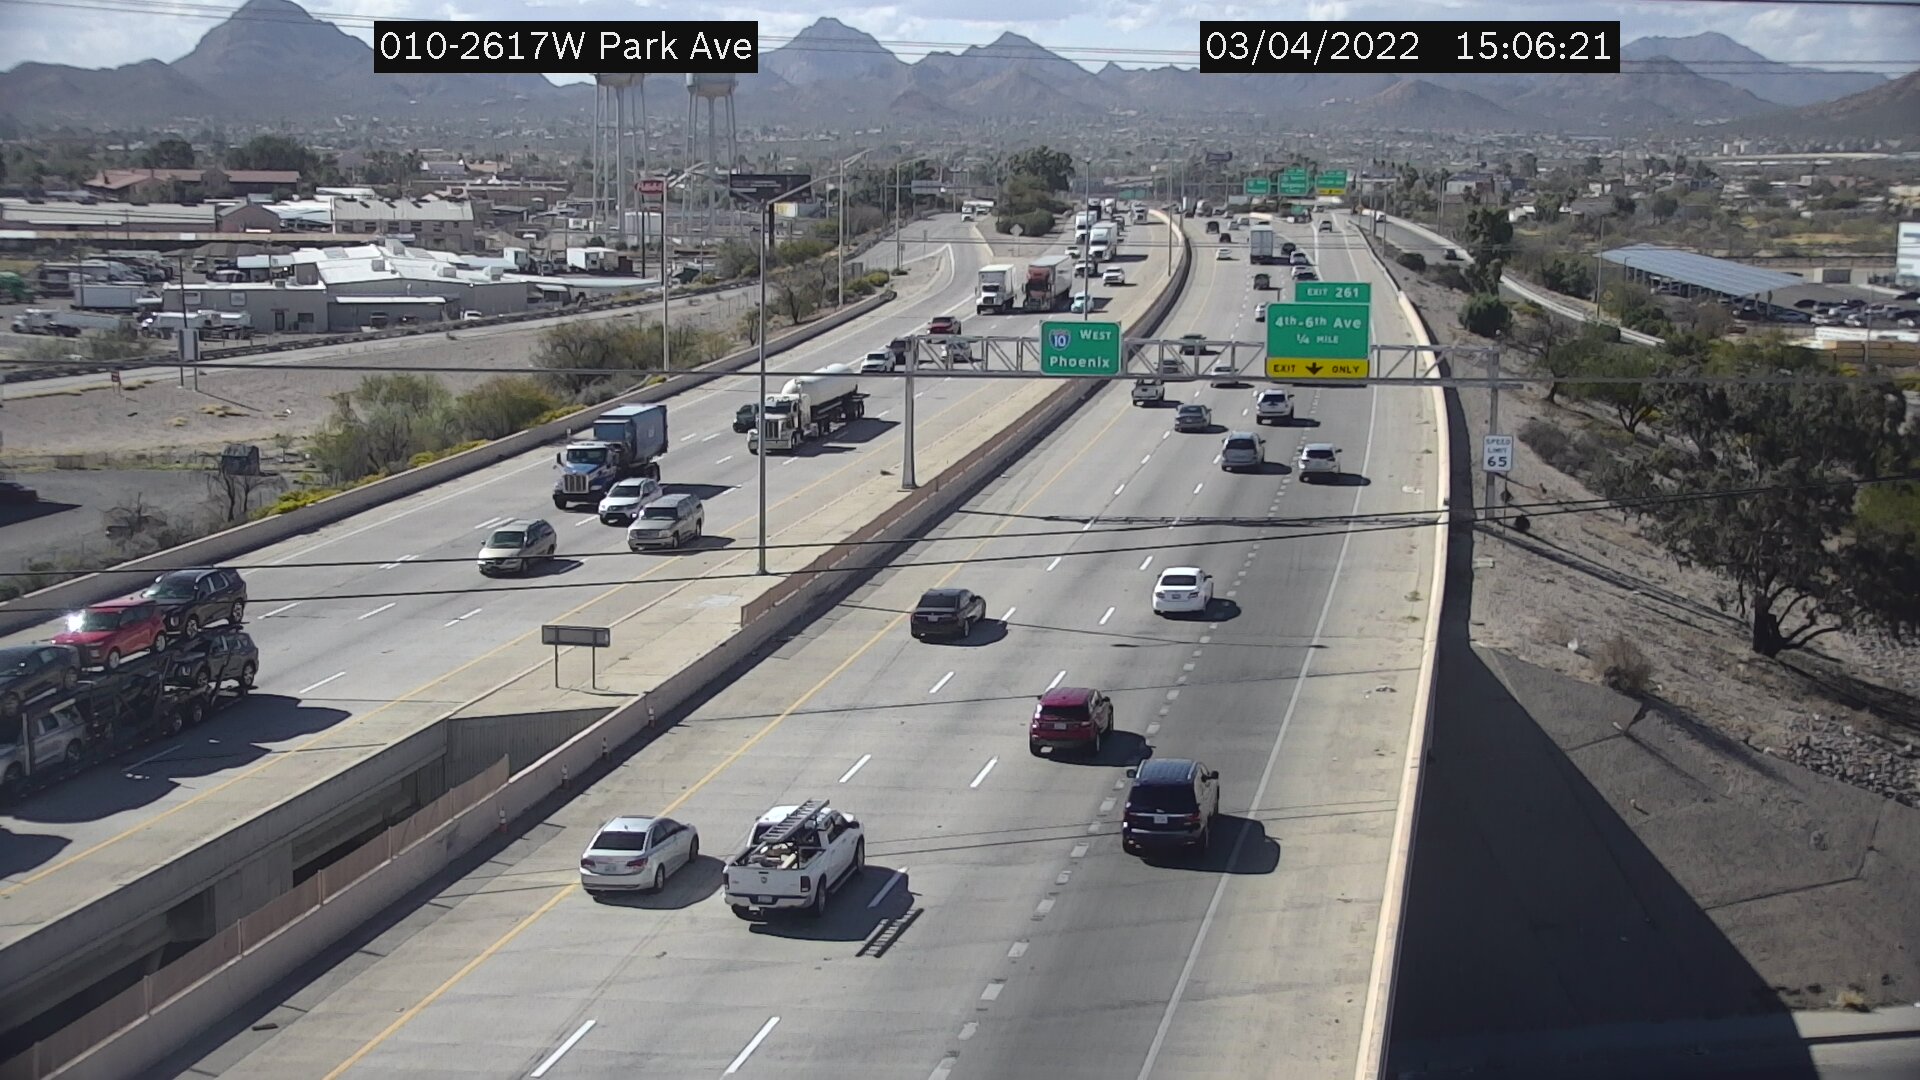 010-2617W Park Ave
03/04/2022 15:06:21
EXIT 261
4th-6th Ave
1/4 MILE
EXIT ONLY
10 WEST
Phoenix
SPEED
LIMIT
65